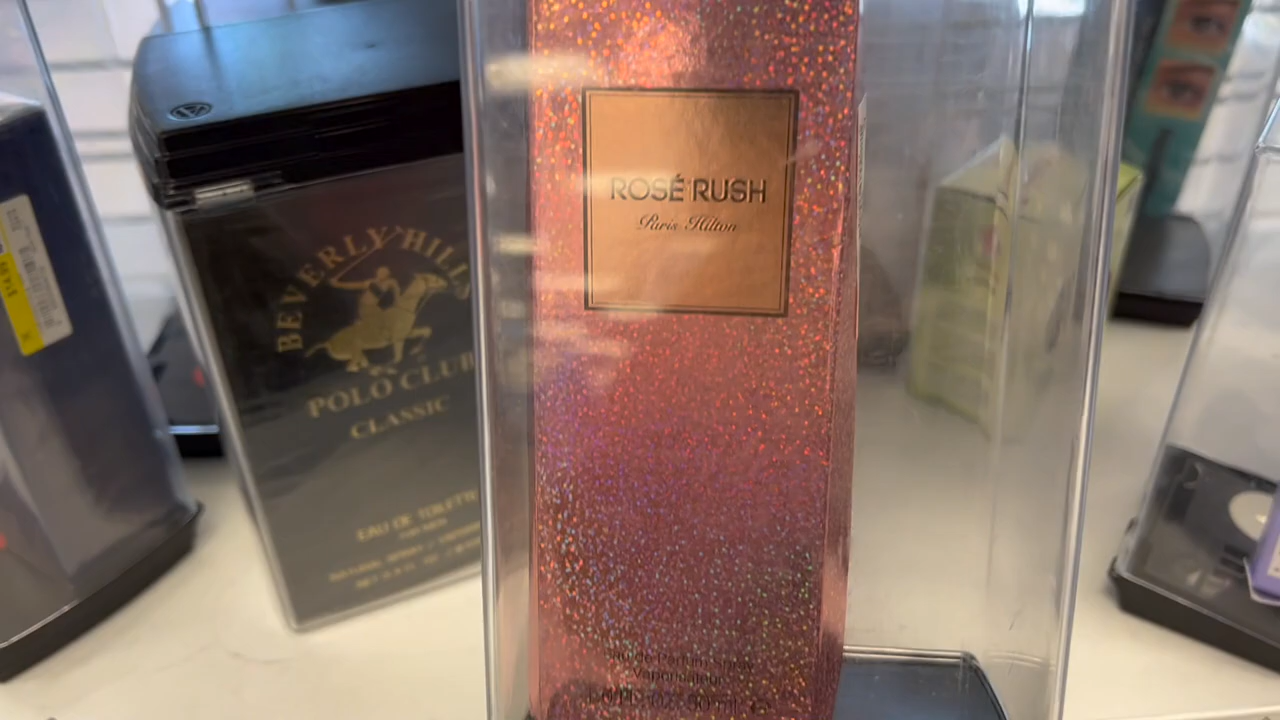 BEVERLY HILLS
POLO CLUB
CLASSIC
EAU DE TOILETTE
ROSÉ RUSH
Paris Hilton
Eau de Parfum Spray
Vaporisateur